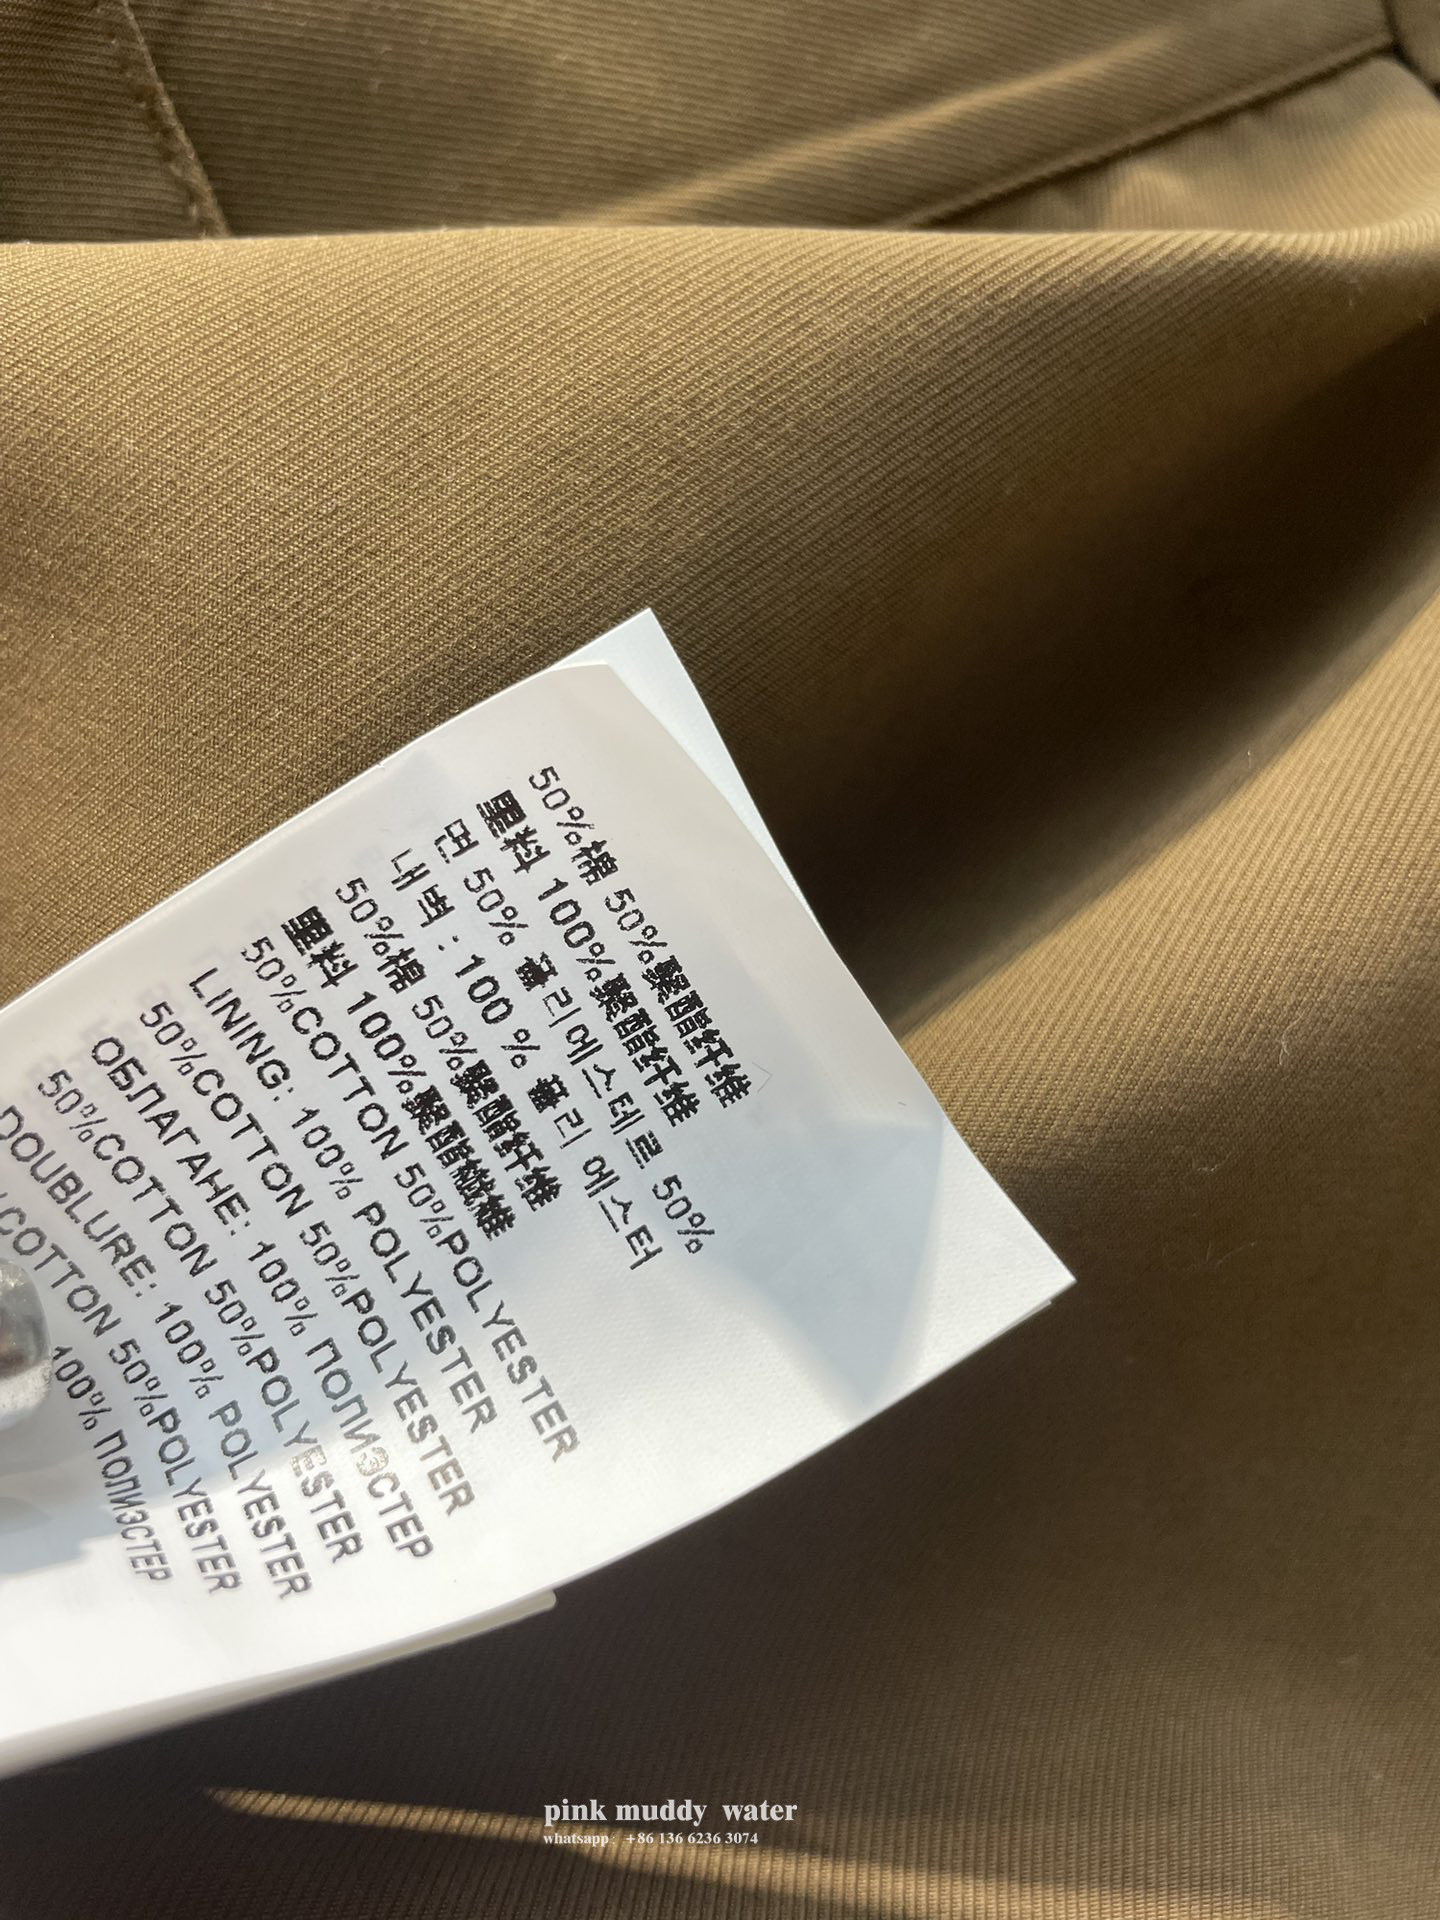 50%棉 50%聚酯纤维
里料 100%聚酯纤维
면 50% 폴리에스테르 50%
내벽 : 100 % 폴리 에스터
50%棉 50%聚酯纤维
里料 100%聚酯纖維
50%COTTON 50%POLYESTER
LINING: 100% POLYESTER
50%COTTON 50%POLYESTER
ОБЛАГАНЕ: 100% ПОЛИЭСТЕР
50%COTTON 50%POLYESTER
DOUBLURE: 100% POLYESTER
COTTON 50%POLYESTER
100% ПОЛИЭСТЕР
pink muddy water
whatsapp: +86 136 6236 3074